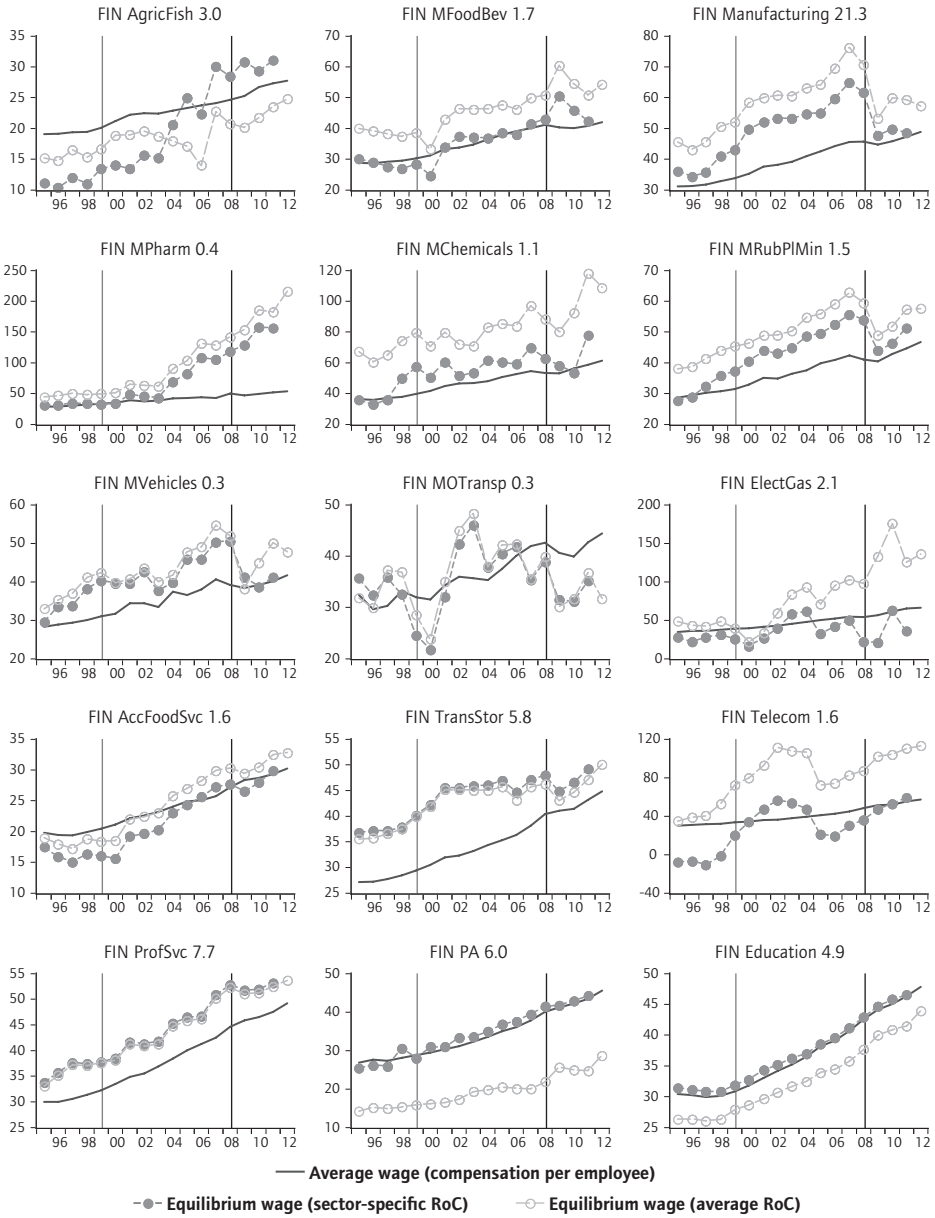 FIN AgricFish 3.0 FIN MFoodBev 1.7 FIN Manufacturing 21.3
35 70 80
30 60 70
25 50 60
20 40 50
15 30 40
10 20 30
96 98 00 02 04 06 08 10 12 96 98 00 02 04 06 08 10 12 96 98 00 02 04 06 08 10 12
FIN MPharm 0.4 FIN MChemicals 1.1 FIN MRubPlMin 1.5
250 120 70
200 100 60
150 80 50
100 60 40
50 40 30
0 20 20
96 98 00 02 04 06 08 10 12 96 98 00 02 04 06 08 10 12 96 98 00 02 04 06 08 10 12
FIN MVehicles 0.3 FIN MOTransp 0.3 FIN ElectGas 2.1
60 50 200
50 40 150
40 30 100
30 20 50
20 0
96 98 00 02 04 06 08 10 12 96 98 00 02 04 06 08 10 12 96 98 00 02 04 06 08 10 12
FIN AccFoodSvc 1.6 FIN TransStor 5.8 FIN Telecom 1.6
35 55 120
30 50 80
25 45 40
20 40 0
15 35 -40
10 30
25
96 98 00 02 04 06 08 10 12 96 98 00 02 04 06 08 10 12 96 98 00 02 04 06 08 10 12
FIN ProfSvc 7.7 FIN PA 6.0 FIN Education 4.9
55 50 50
50 40 45
45 30 40
40 20 35
35 10 30
30 25
25
96 98 00 02 04 06 08 10 12 96 98 00 02 04 06 08 10 12 96 98 00 02 04 06 08 10 12
Average wage (compensation per employee)
Equilibrium wage (sector-specific RoC) Equilibrium wage (average RoC)